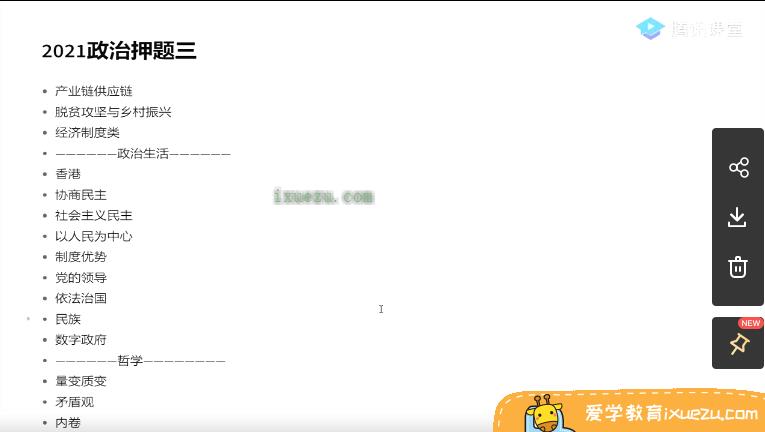 腾讯课堂
2021政治押题三
• 产业链供应链
• 脱贫攻坚与乡村振兴
• 经济制度类
• ——————政治生活——————
• 香港
ixuezu.com
• 协商民主
• 社会主义民主
• 以人民为中心
• 制度优势
• 党的领导
• 依法治国
• 民族
NEW
• 数字政府
• ——————哲学————————
• 量变质变
• 矛盾观
爱学教育ixuezu.com
• 内卷